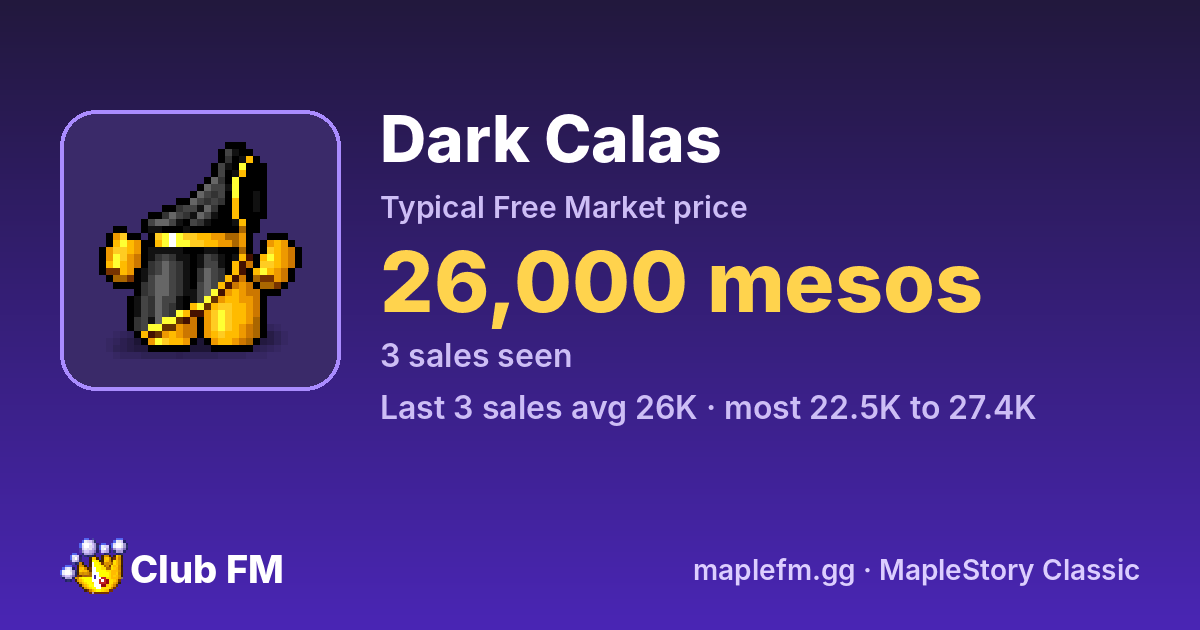 Dark Calas
Typical Free Market price
26,000 mesos
3 sales seen
Last 3 sales avg 26K · most 22.5K to 27.4K
Club FM
maplefm.gg · MapleStory Classic